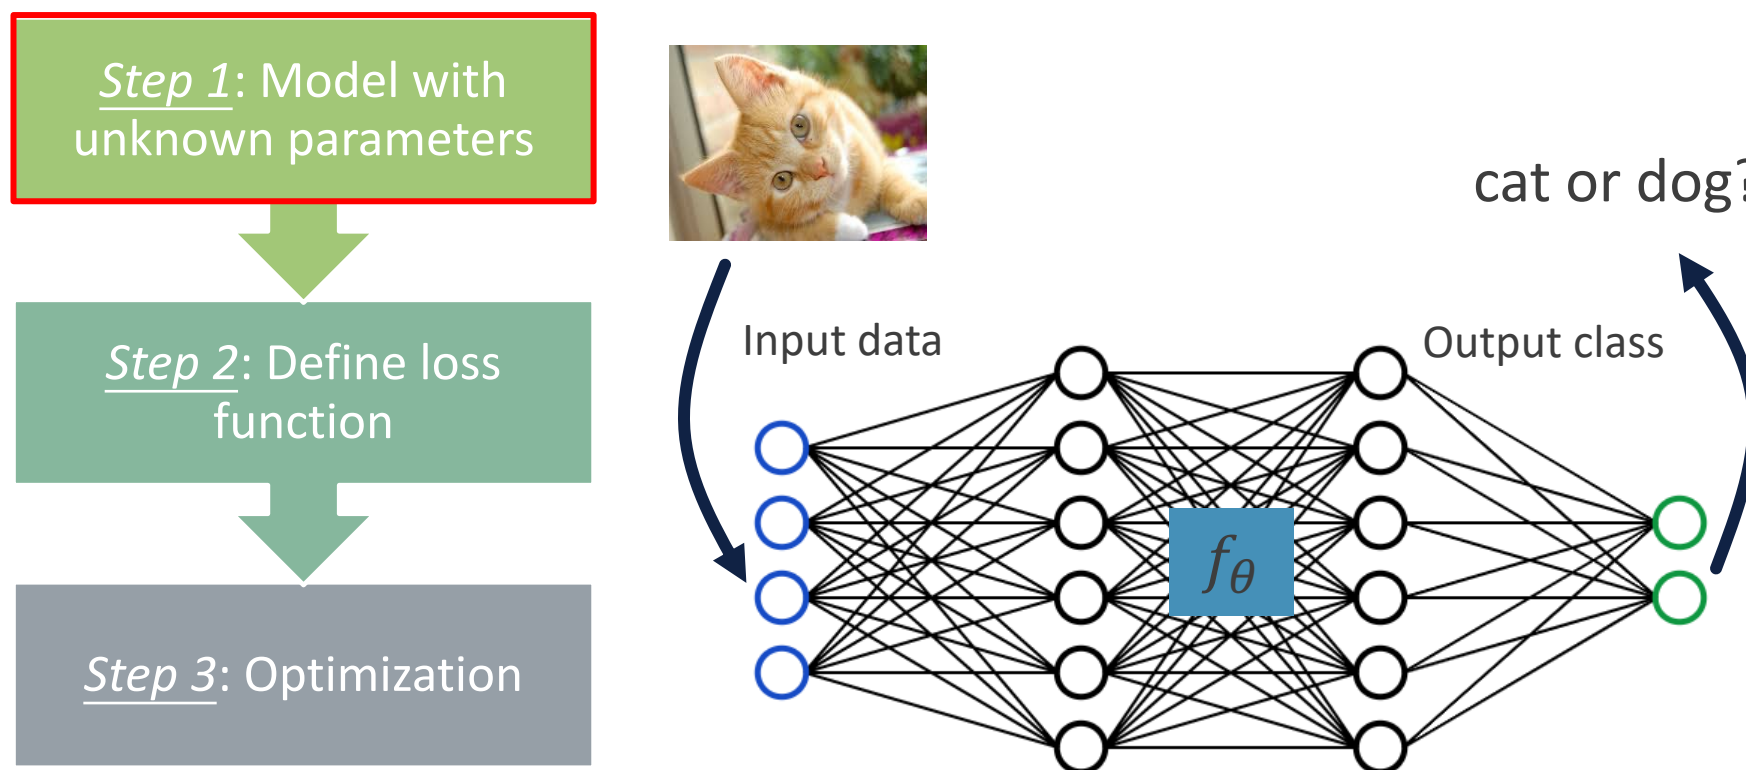 Step 1: Model with
unknown parameters
Step 2: Define loss
function
Step 3: Optimization
cat or dog?
Input data
Output class
fθ